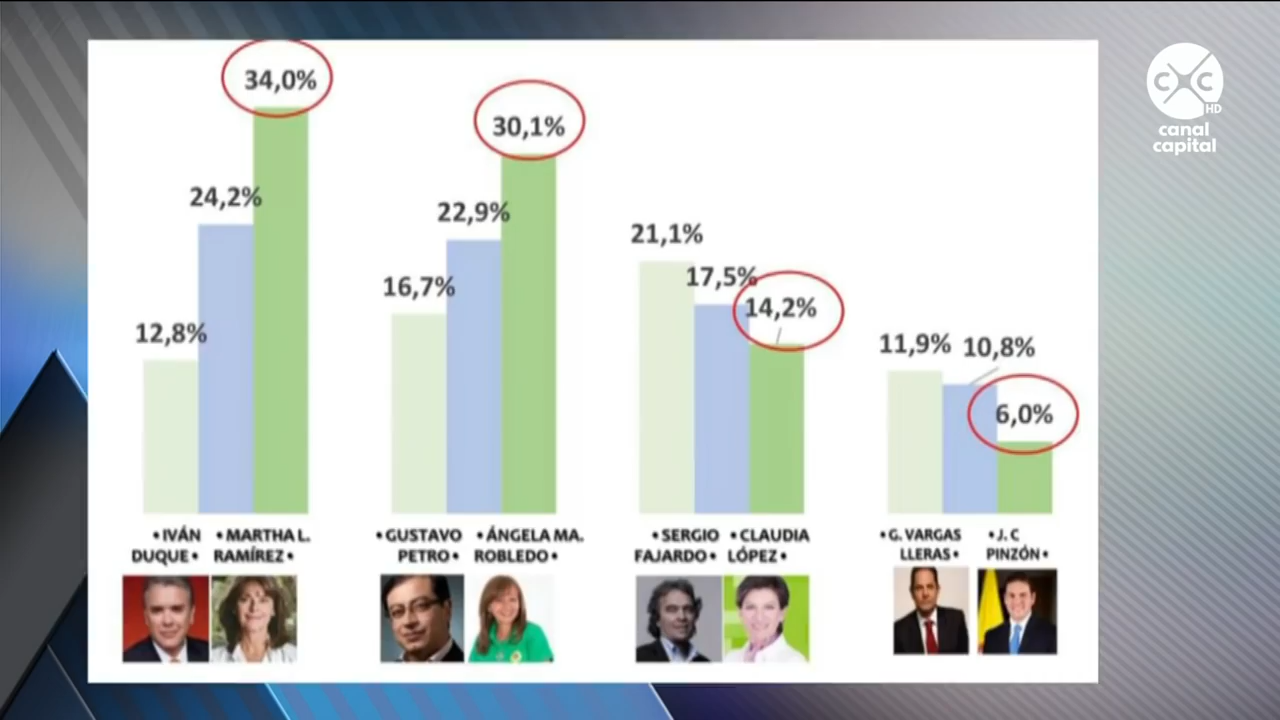 34,0%
30,1%
24,2%
22,9%
21,1%
16,7%
17,5%
14,2%
12,8%
11,9%
10,8%
6,0%
• IVÁN
DUQUE •
• MARTHA L.
RAMÍREZ •
• GUSTAVO
PETRO •
• ÁNGELA MA.
ROBLEDO •
• SERGIO
FAJARDO •
• CLAUDIA
LÓPEZ •
• G. VARGAS
LLERAS •
• J. C
PINZÓN •
CXC
HD
canal
capital